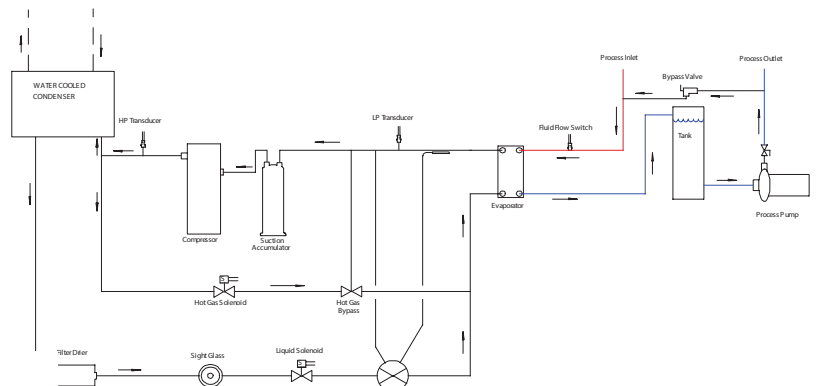 Process Inlet
Process Outlet
Bypass Valve
WATER COOLED
CONDENSER
HP Transducer
LP Transducer
Fluid Flow Switch
Tank
Evaporator
Process Pump
Compressor
Suction
Accumulator
S
Hot Gas Solenoid
Hot Gas
Bypass
Filter Drier
Sight Glass
Liquid Solenoid
S